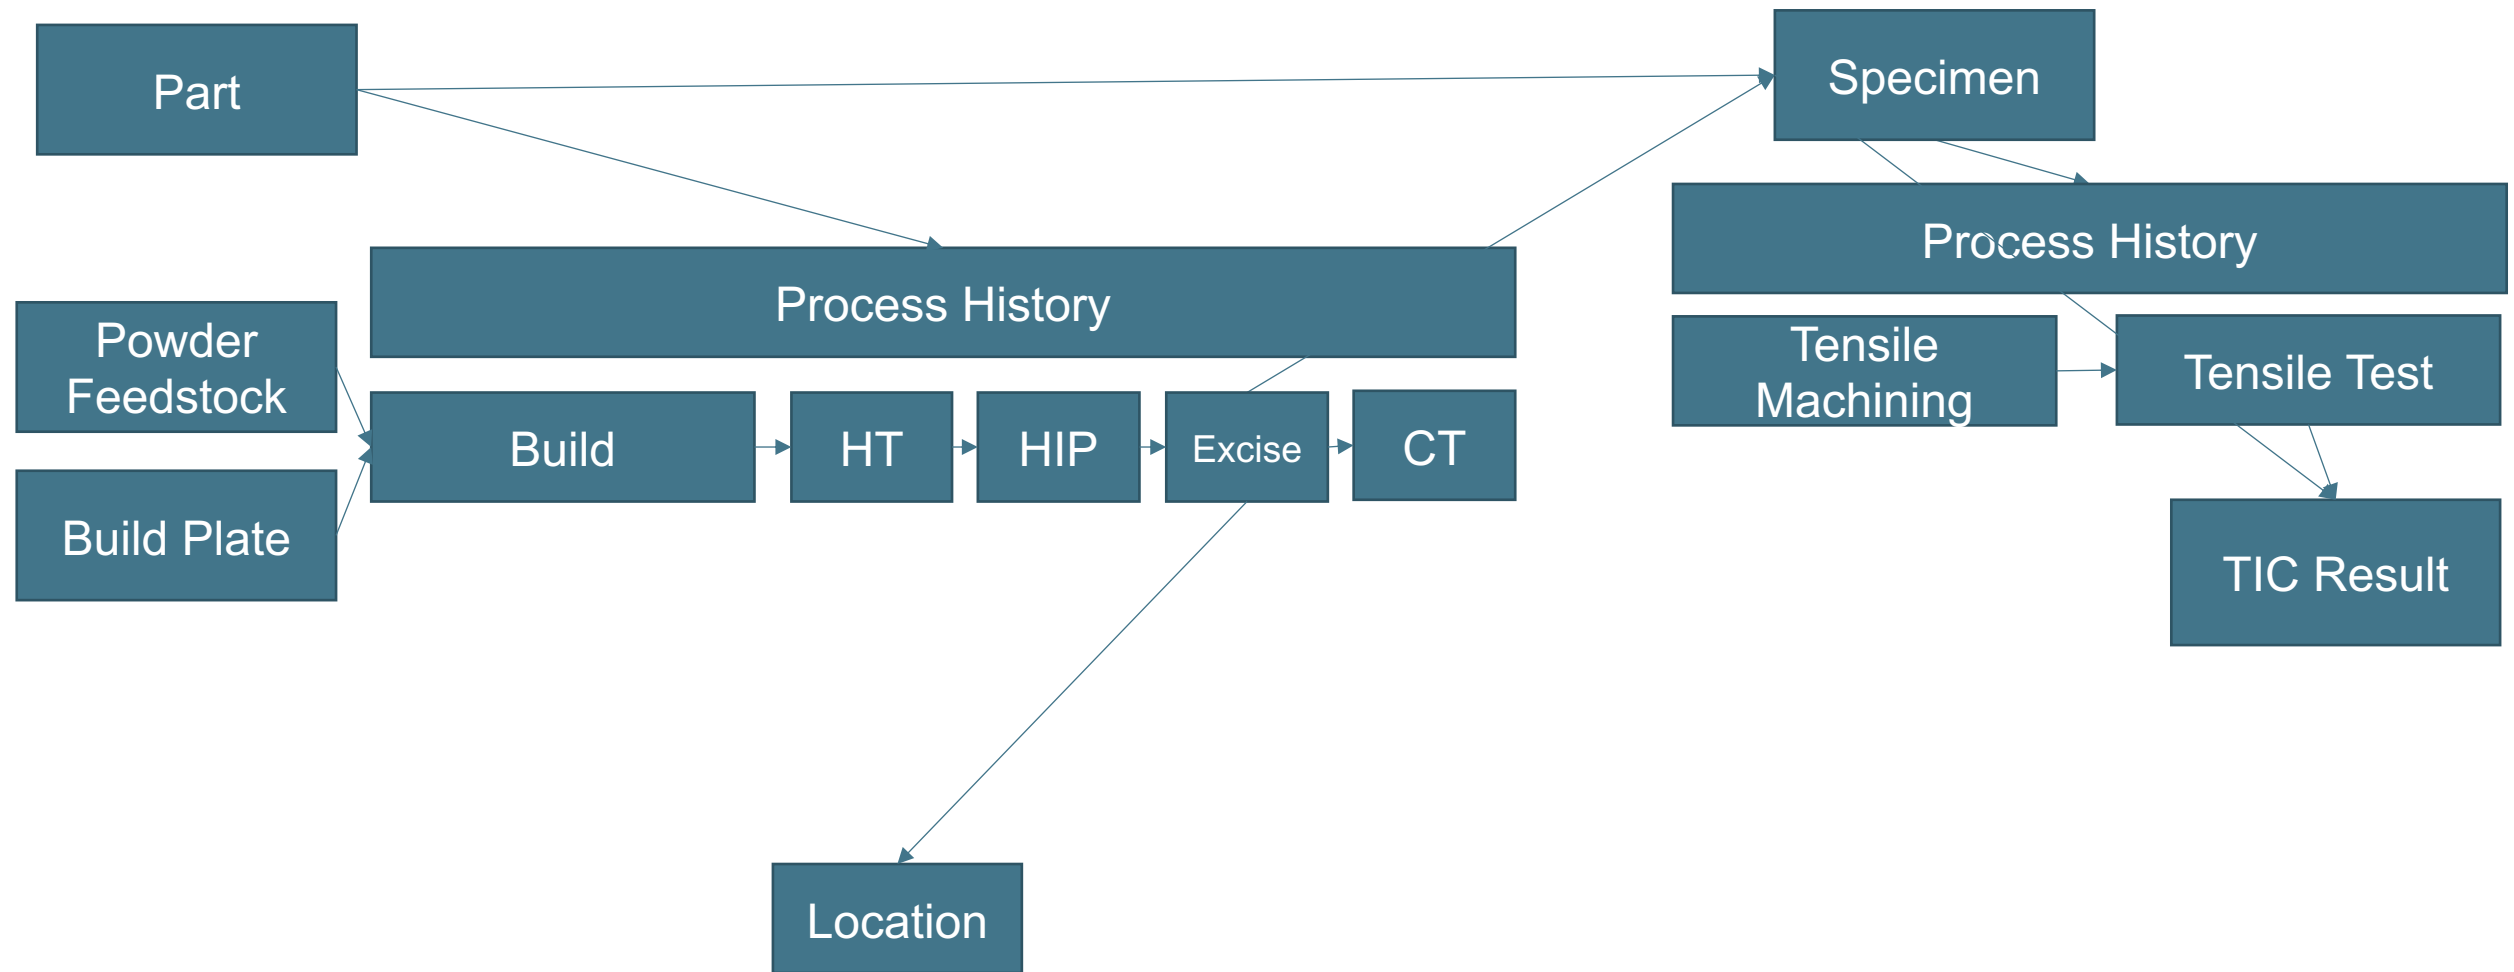 Part
Specimen
Process History
Process History
Powder
Feedstock
Tensile
Machining
Tensile Test
Build
HT
HIP
Excise
CT
Build Plate
TIC Result
Location